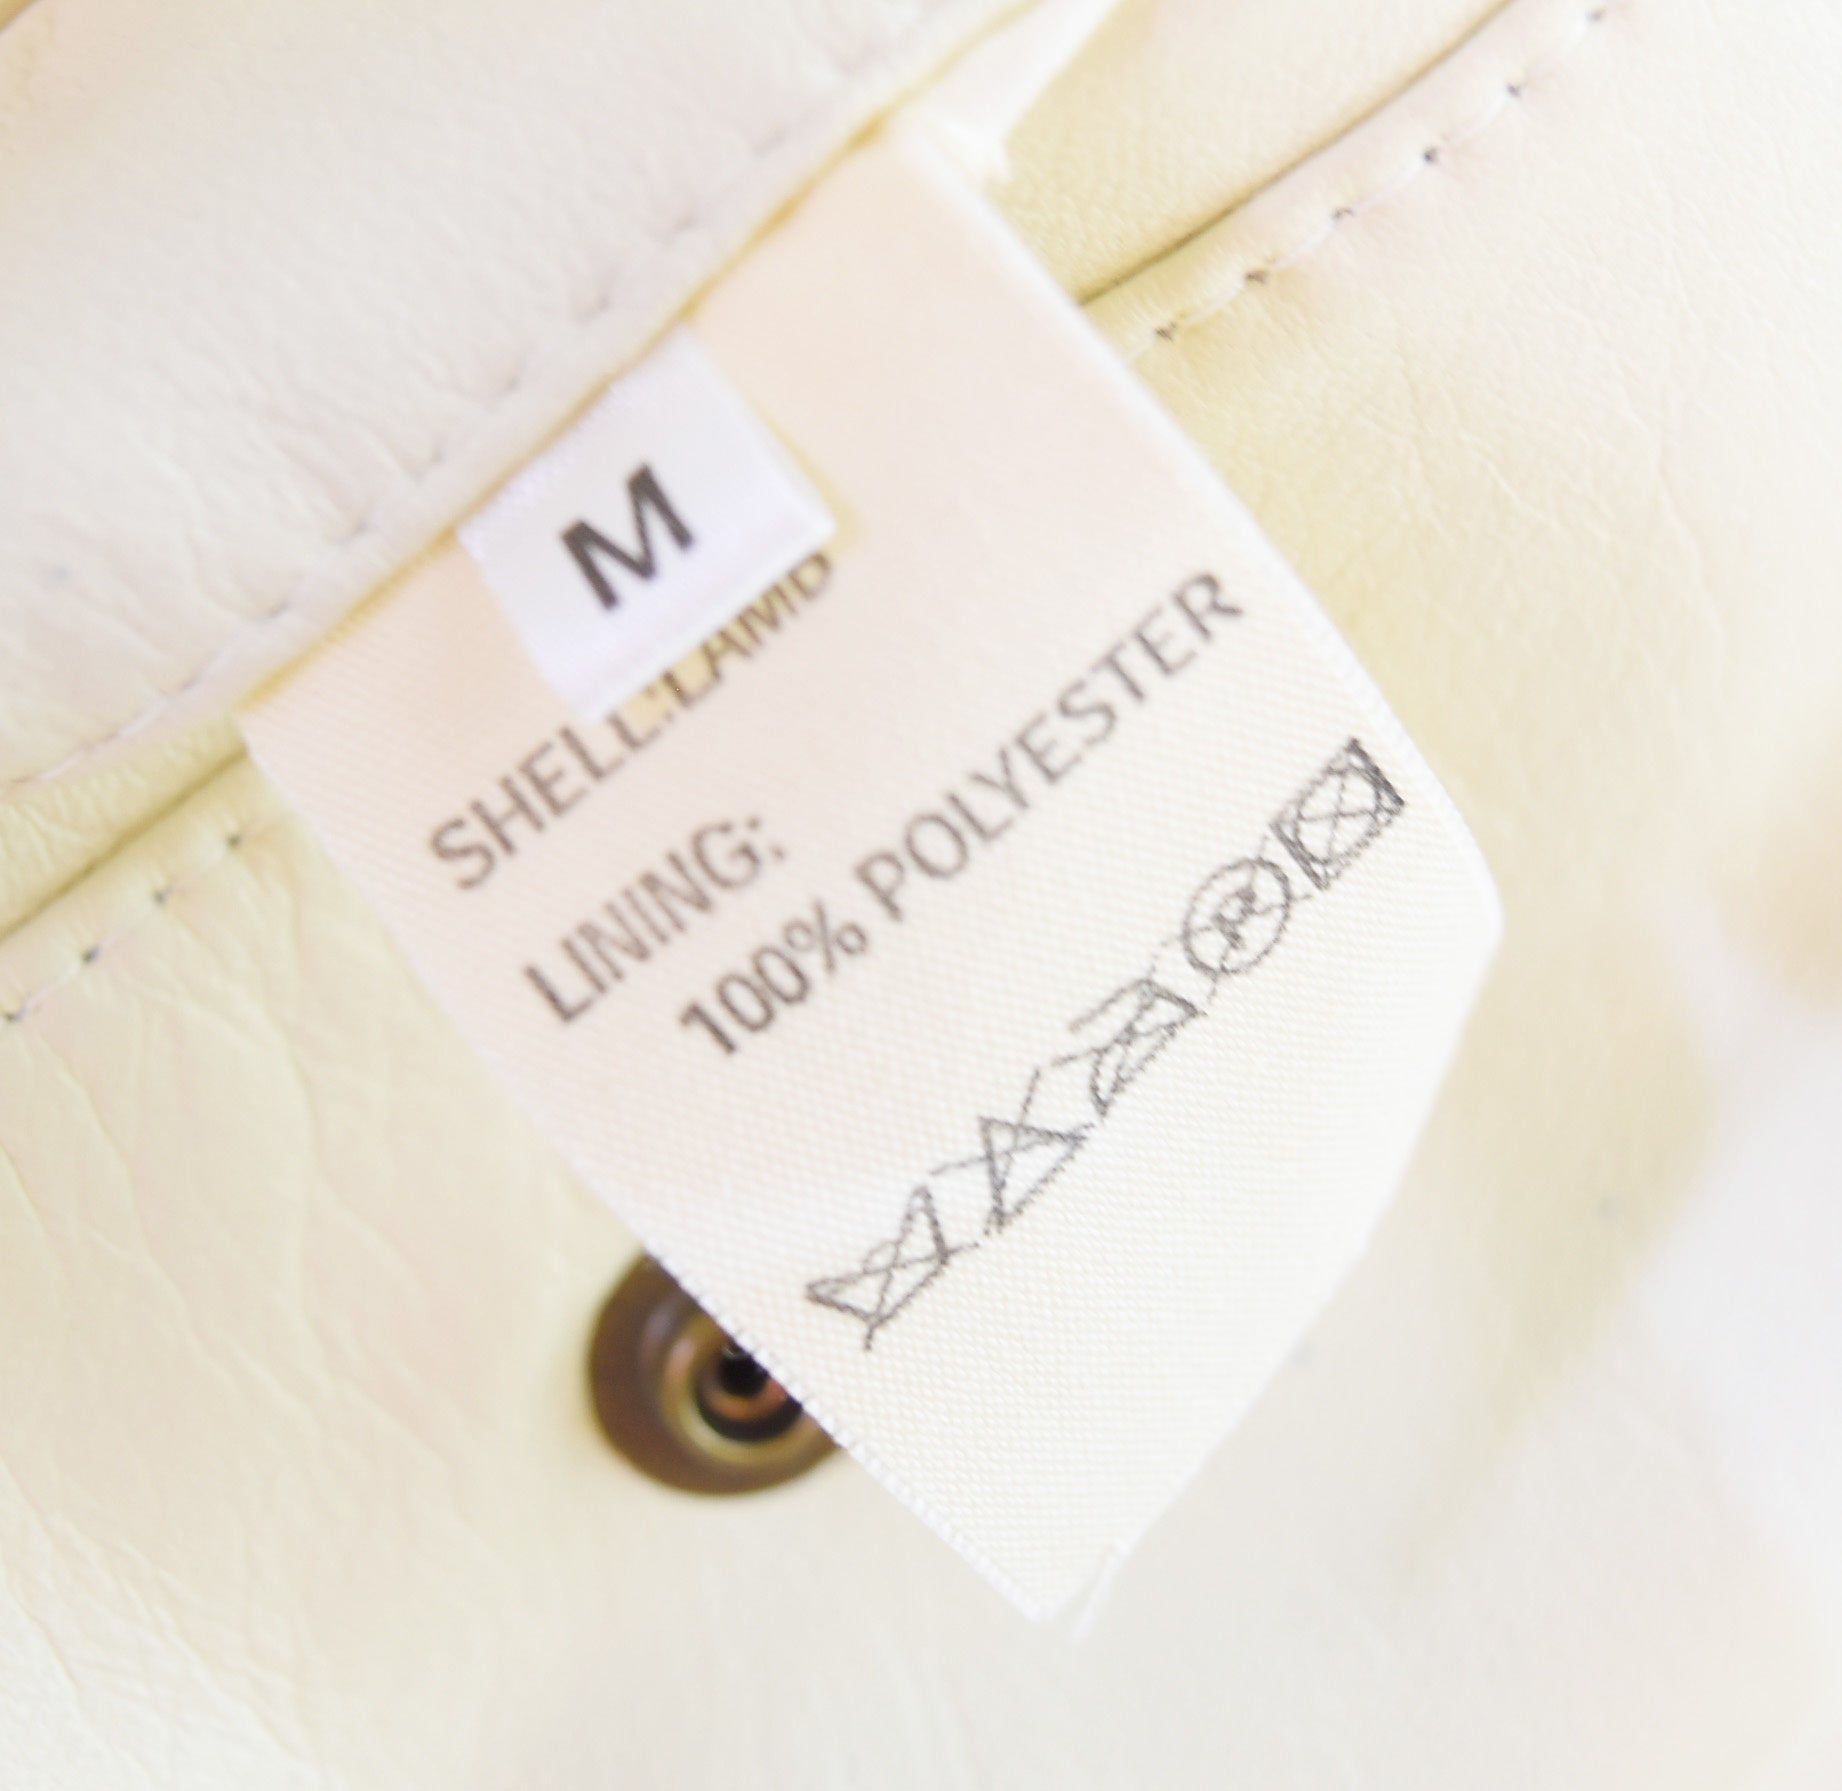 M
SHELL:LAMB
LINING:
100% POLYESTER
P